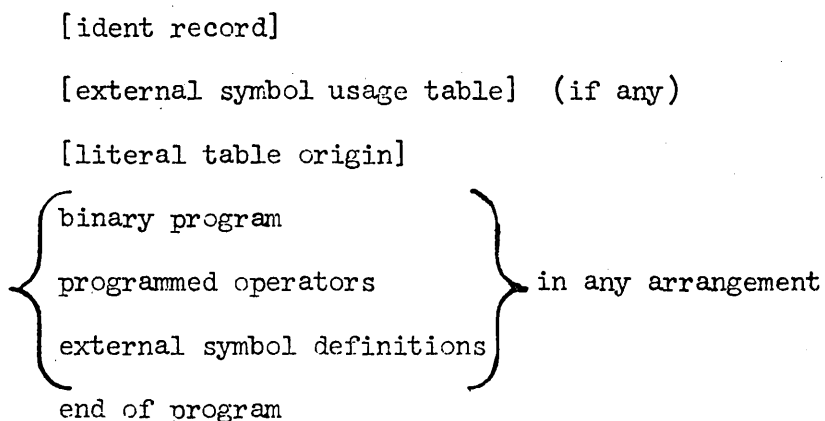 [ident record]
[external symbol usage table] (if any)
[literal table origin]
binary program
programmed operators in any arrangement
external symbol definitions
end of program